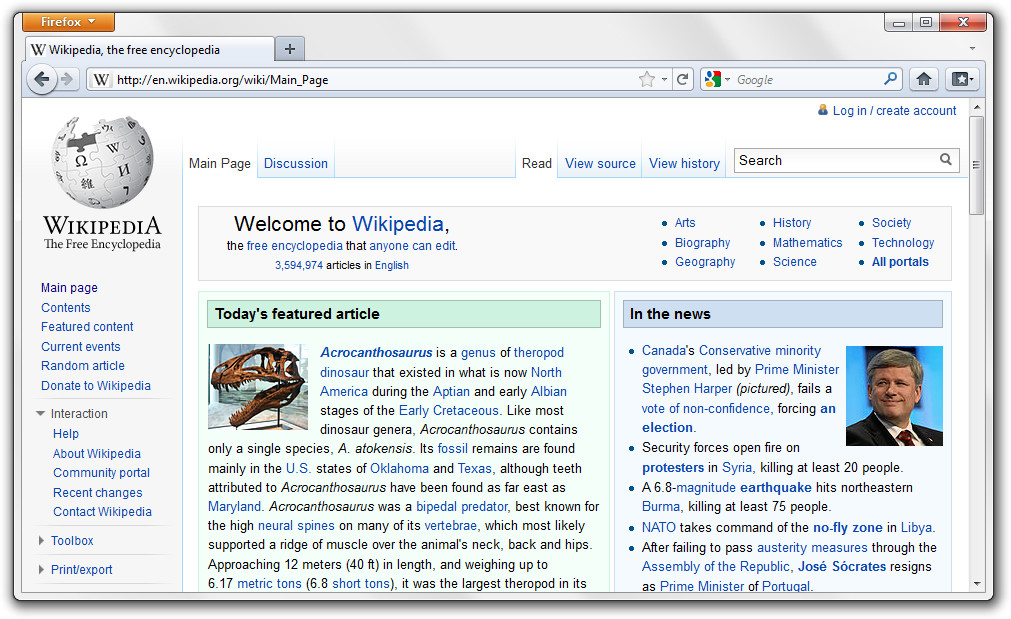 Firefox
Wikipedia, the free encyclopedia
http://en.wikipedia.org/wiki/Main_Page
Google
Log in / create account
Main Page
Discussion
Read
View source
View history
Search
Ω
W
И
維
7
WIKIPEDIA
The Free Encyclopedia
Main page
Contents
Featured content
Current events
Random article
Donate to Wikipedia
Interaction
Help
About Wikipedia
Community portal
Recent changes
Contact Wikipedia
Toolbox
Print/export
Welcome to Wikipedia,
the free encyclopedia that anyone can edit.
3,594,974 articles in English
Arts
Biography
Geography
History
Mathematics
Science
Society
Technology
All portals
Today's featured article
Acrocanthosaurus is a genus of theropod
dinosaur that existed in what is now North
America during the Aptian and early Albian
stages of the Early Cretaceous. Like most
dinosaur genera, Acrocanthosaurus contains
only a single species, A. atokensis. Its fossil remains are found
mainly in the U.S. states of Oklahoma and Texas, although teeth
attributed to Acrocanthosaurus have been found as far east as
Maryland. Acrocanthosaurus was a bipedal predator, best known for
the high neural spines on many of its vertebrae, which most likely
supported a ridge of muscle over the animal's neck, back and hips.
Approaching 12 meters (40 ft) in length, and weighing up to
6.17 metric tons (6.8 short tons), it was the largest theropod in its
In the news
Canada's Conservative minority
government, led by Prime Minister
Stephen Harper (pictured), fails a
vote of non-confidence, forcing an
election.
Security forces open fire on
protesters in Syria, killing at least 20 people.
A 6.8-magnitude earthquake hits northeastern
Burma, killing at least 75 people.
NATO takes command of the no-fly zone in Libya.
After failing to pass austerity measures through the
Assembly of the Republic, José Sócrates resigns
as Prime Minister of Portugal.